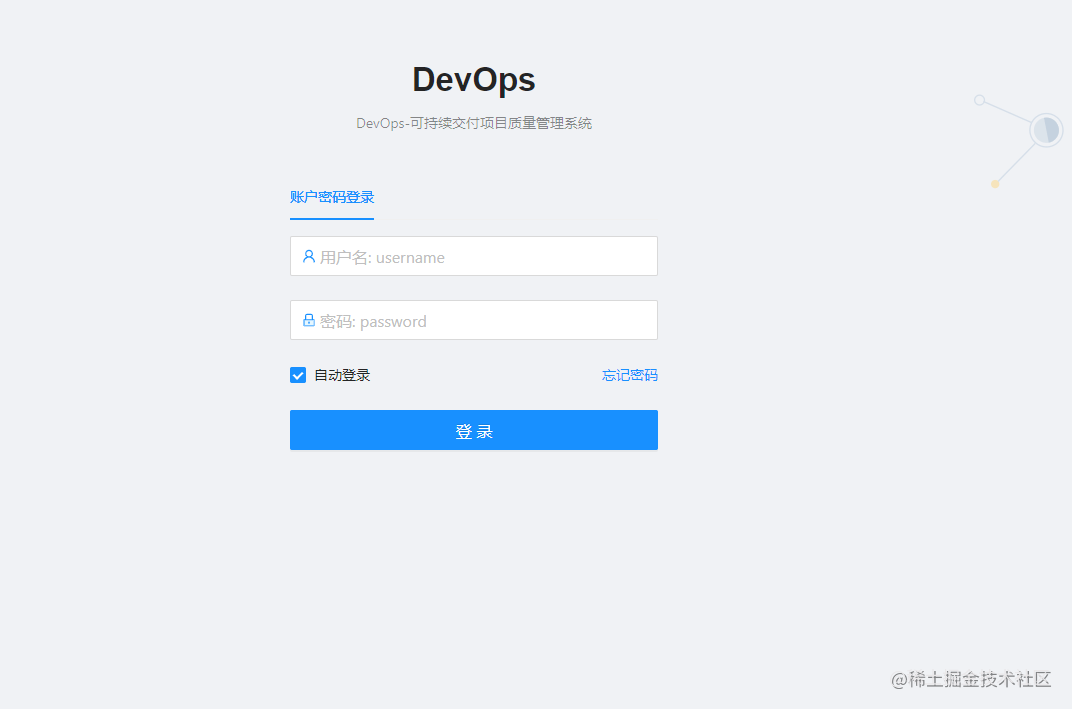 DevOps
DevOps-可持续交付项目质量管理系统
账户密码登录
用户名: username
密码: password
自动登录 忘记密码
登 录
@稀土掘金技术社区